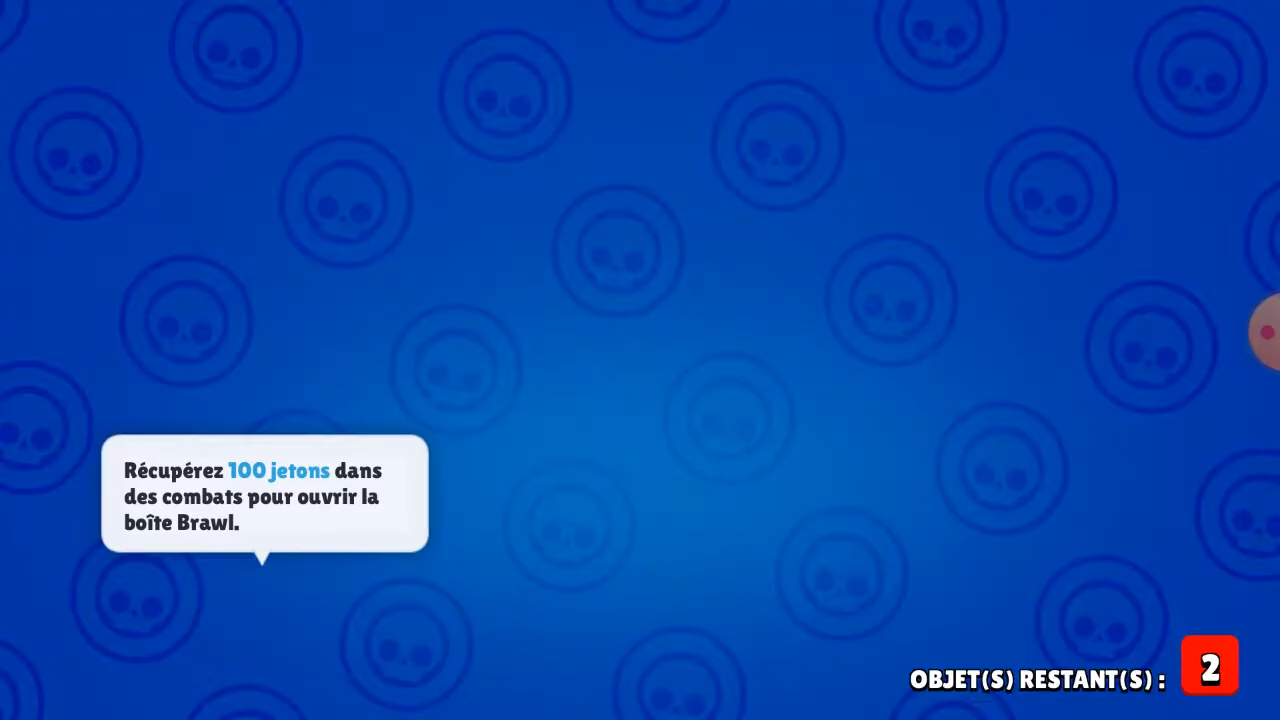 Récupérez 100 jetons dans
des combats pour ouvrir la
boîte Brawl.
OBJET(S) RESTANT(S) : 2